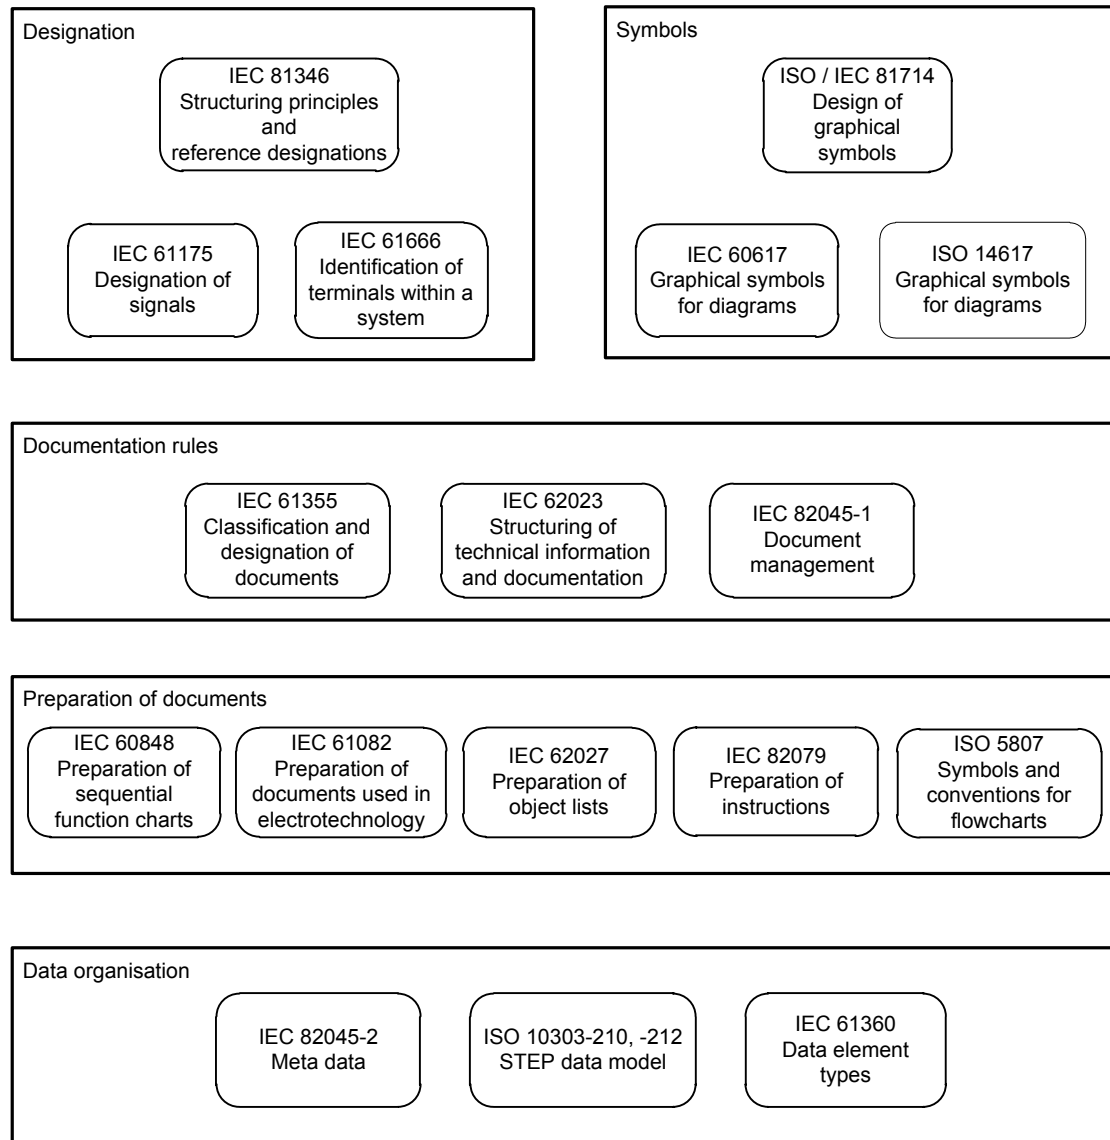 Designation
IEC 81346
Structuring principles
and
reference designations
IEC 61175
Designation of
signals
IEC 61666
Identification of
terminals within a
system
Symbols
ISO / IEC 81714
Design of
graphical
symbols
IEC 60617
Graphical symbols
for diagrams
ISO 14617
Graphical symbols
for diagrams
Documentation rules
IEC 61355
Classification and
designation of
documents
IEC 62023
Structuring of
technical information
and documentation
IEC 82045-1
Document
management
Preparation of documents
IEC 60848
Preparation of
sequential
function charts
IEC 61082
Preparation of
documents used in
electrotechnology
IEC 62027
Preparation of
object lists
IEC 82079
Preparation of
instructions
ISO 5807
Symbols and
conventions for
flowcharts
Data organisation
IEC 82045-2
Meta data
ISO 10303-210, -212
STEP data model
IEC 61360
Data element
types